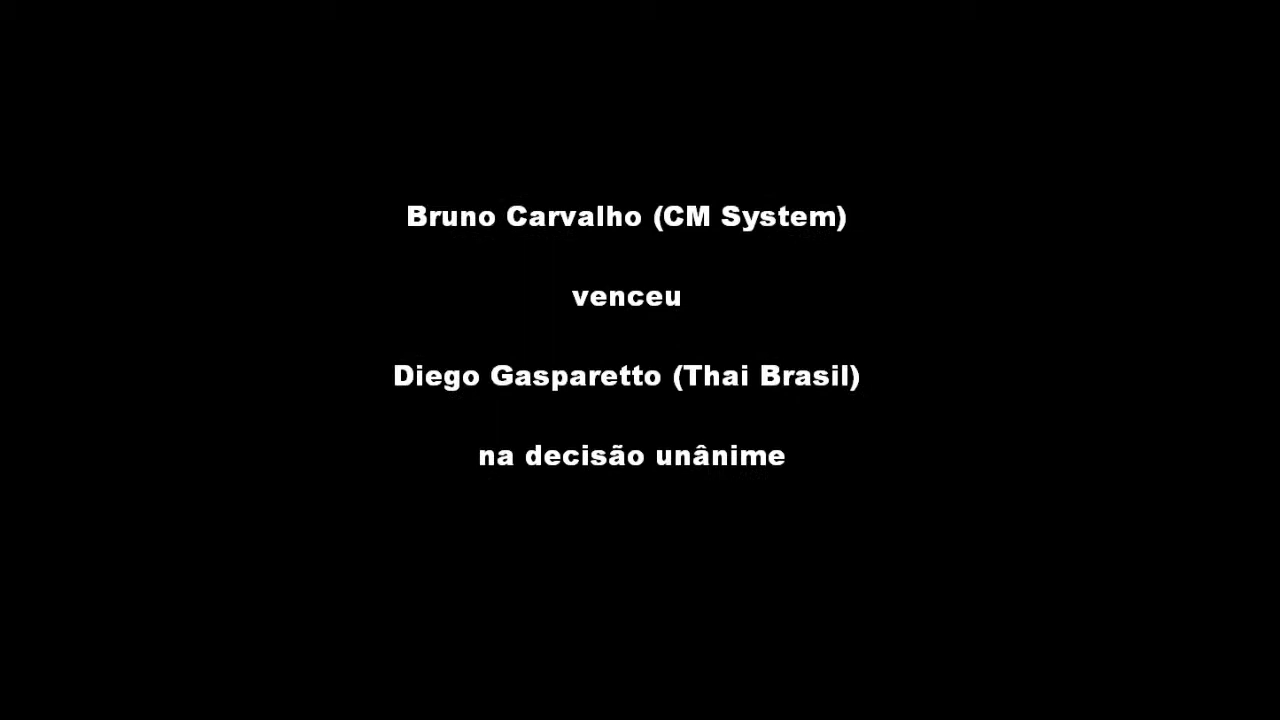 Bruno Carvalho (CM System)
venceu
Diego Gasparetto (Thai Brasil)
na decisão unânime